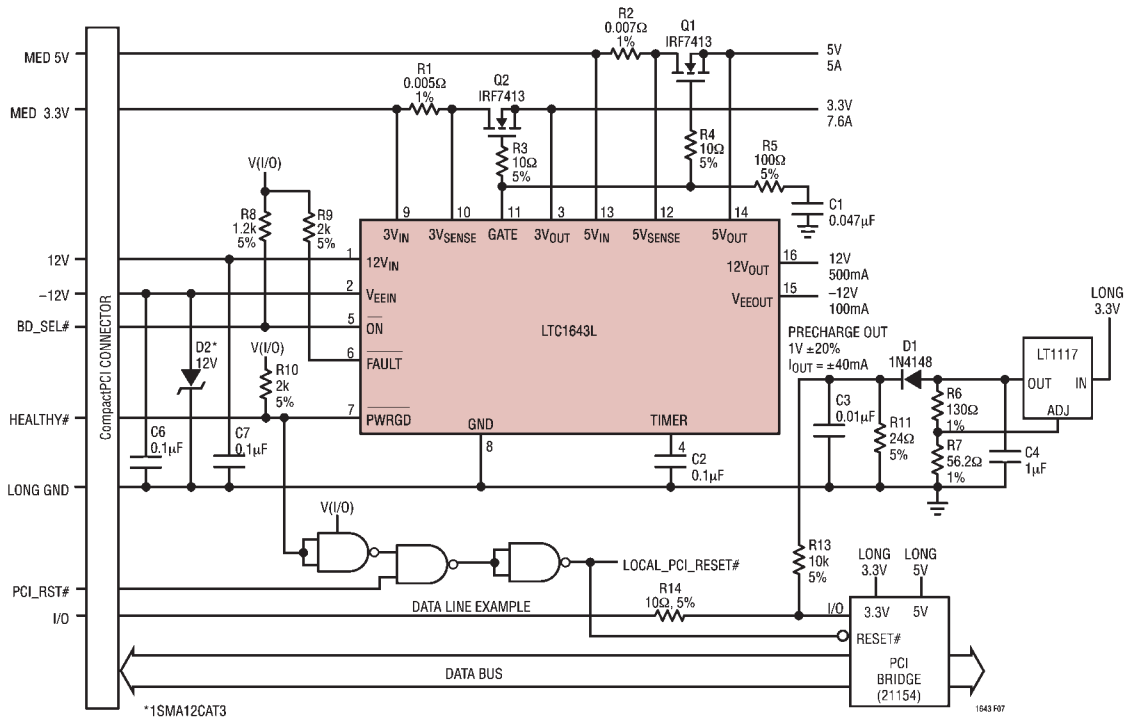 R2
0.007Ω
1%
Q1
IRF7413
MED 5V
5V
5A
R1
0.005Ω
1%
Q2
IRF7413
MED 3.3V
3.3V
7.6A
R3
10Ω
5%
R4
10Ω
5%
R5
100Ω
5%
C1
0.047µF
V(I/O)
R8
1.2k
5%
R9
2k
5%
9
10
11
3
13
12
14
3VIN
3VSENSE
GATE
3VOUT
5VIN
5VSENSE
5VOUT
12V
1
12VIN
12VOUT
16
12V
500mA
–12V
2
VEEIN
VEEOUT
15
–12V
100mA
BD_SEL#
5
ON
LTC1643L
D2*
12V
V(I/O)
R10
2k
5%
6
FAULT
HEALTHY#
7
PWRGD
GND
8
TIMER
4
C2
0.1µF
C6
0.1µF
C7
0.1µF
LONG GND
CompactPCI CONNECTOR
PRECHARGE OUT
1V ±20%
IOUT = ±40mA
D1
1N4148
LONG
3.3V
LT1117
OUT
IN
ADJ
C3
0.01µF
R11
24Ω
5%
R6
130Ω
1%
R7
56.2Ω
1%
C4
1µF
V(I/O)
LOCAL_PCI_RESET#
R13
10k
5%
PCI_RST#
I/O
DATA LINE EXAMPLE
R14
10Ω, 5%
LONG
3.3V
LONG
5V
I/O
3.3V
5V
RESET#
PCI
BRIDGE
(21154)
DATA BUS
*1SMA12CAT3
1643 F07